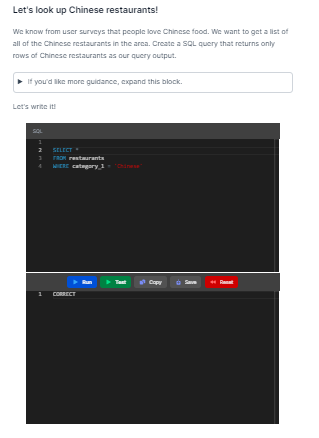 Let's look up Chinese restaurants!
We know from user surveys that people love Chinese food. We want to get a list of
all of the Chinese restaurants in the area. Create a SQL query that returns only
rows of Chinese restaurants as our query output.
▶ If you'd like more guidance, expand this block.
Let's write it!
SQL
1
2 SELECT *
3 FROM restaurants
4 WHERE category_1 = 'Chinese'
Run Test Copy Save Reset
1 CORRECT